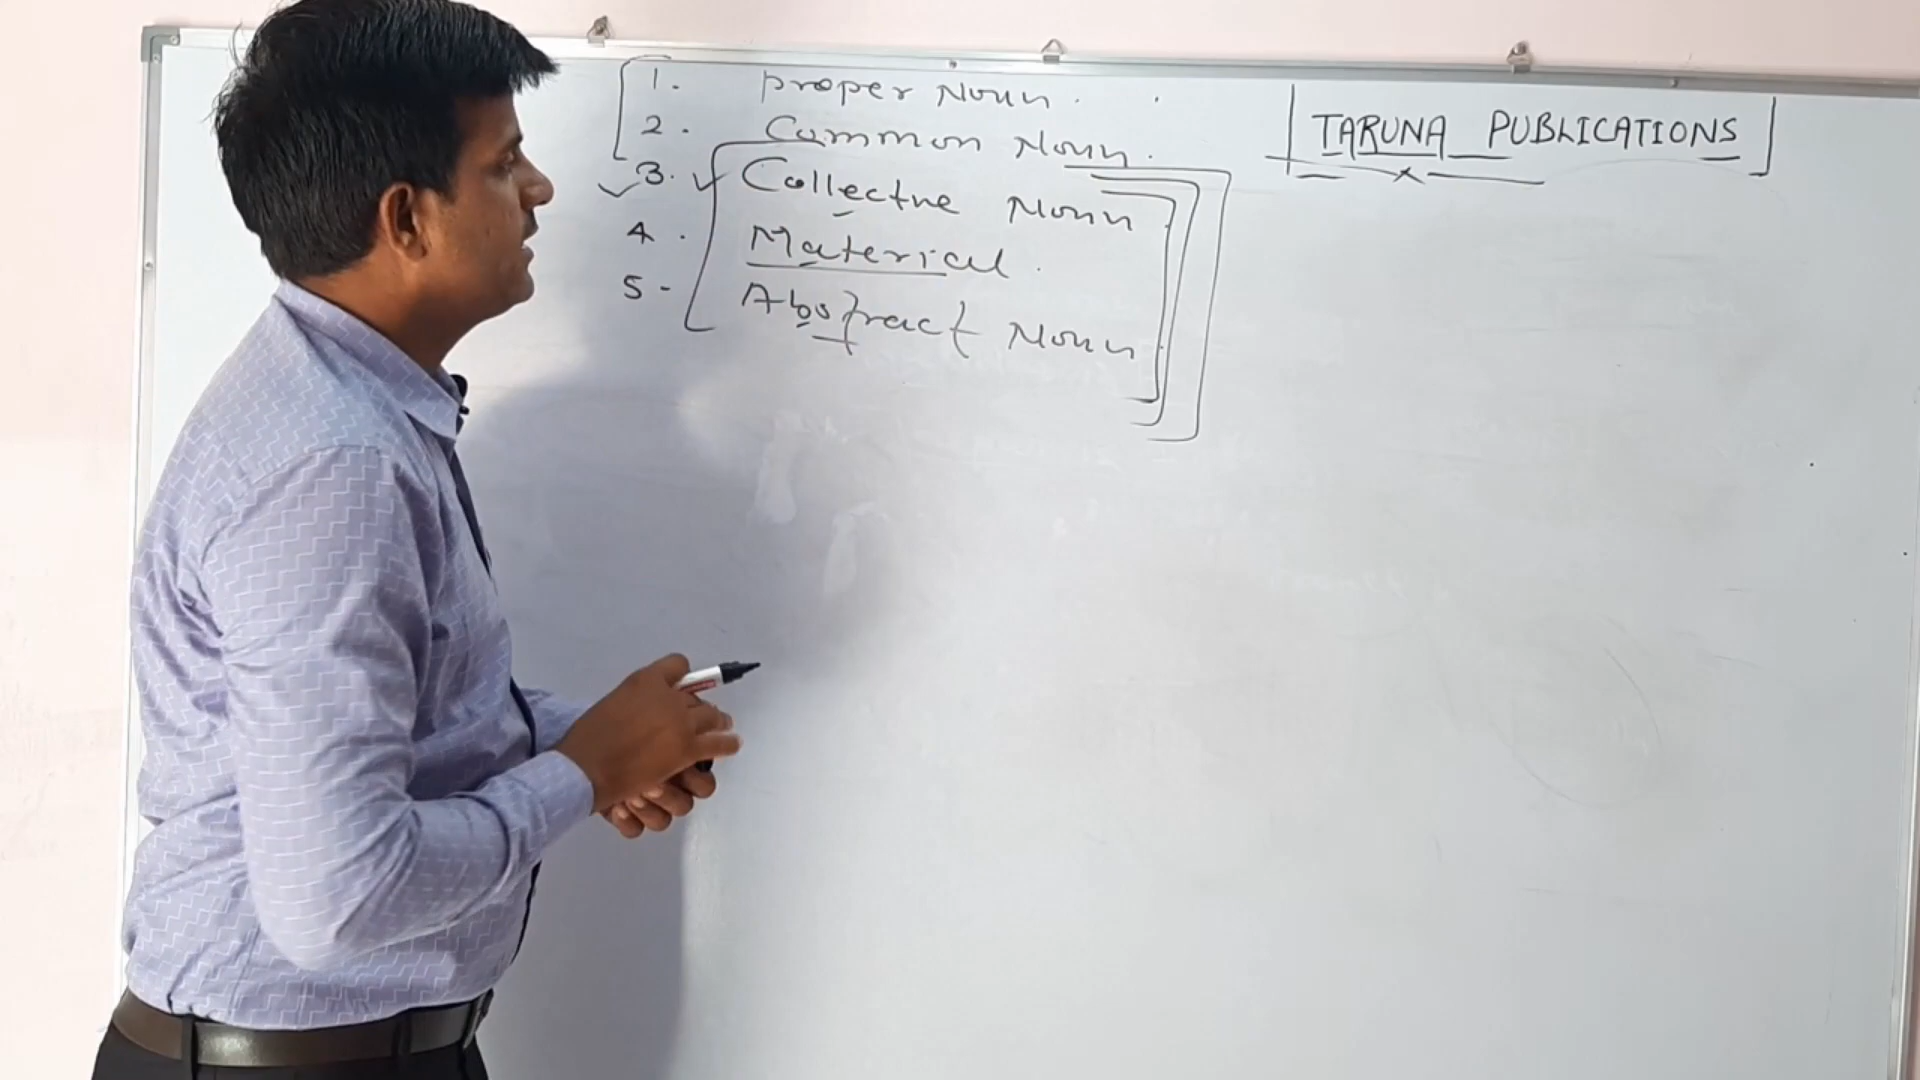 1. proper Noun.
2. Common Noun.
3. Collective Noun
4. Material.
5- Abstract Noun
TARUNA PUBLICATIONS